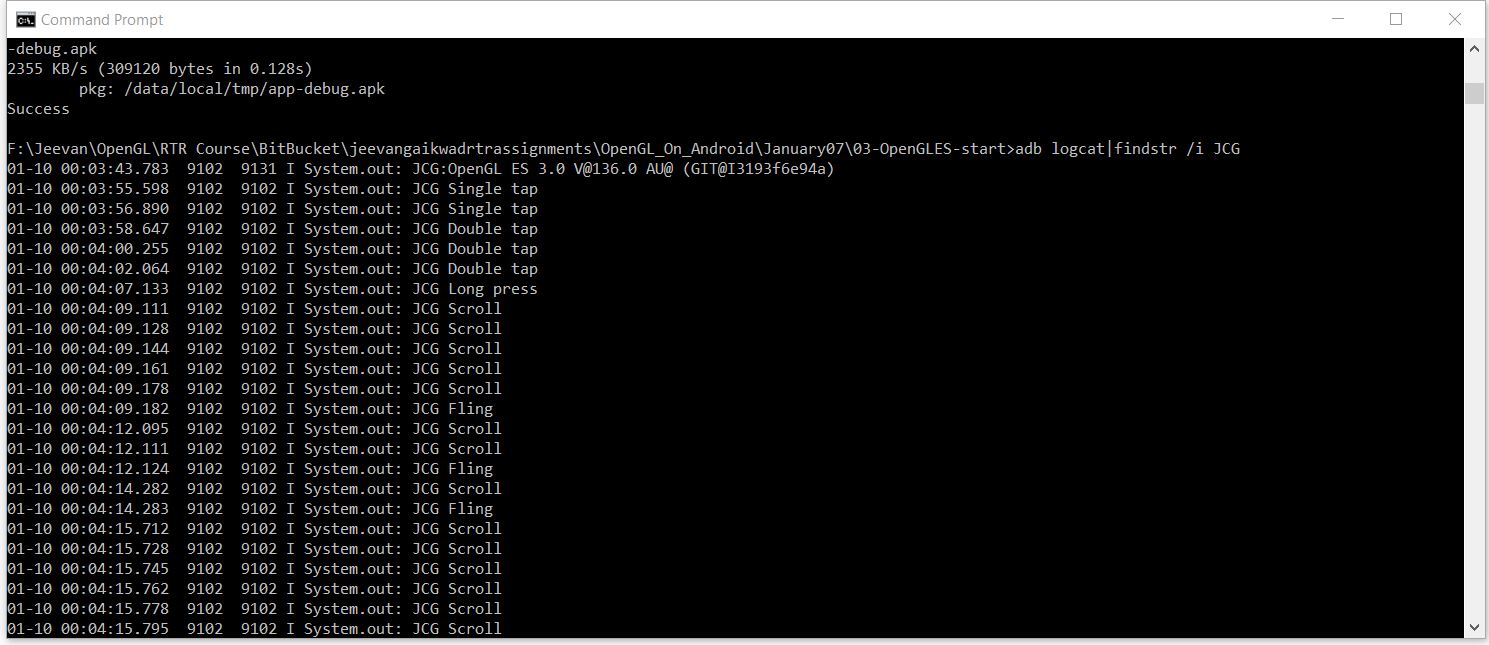 Command Prompt
-debug.apk
2355 KB/s (309120 bytes in 0.128s)
        pkg: /data/local/tmp/app-debug.apk
Success

F:\Jeevan\OpenGL\RTR Course\BitBucket\jeevangaikwadrtrassignments\OpenGL_On_Android\January07\03-OpenGLES-start>adb logcat|findstr /i JCG
01-10 00:03:43.783  9102  9131 I System.out: JCG:OpenGL ES 3.0 V@136.0 AU@ (GIT@I3193f6e94a)
01-10 00:03:55.598  9102  9102 I System.out: JCG Single tap
01-10 00:03:56.890  9102  9102 I System.out: JCG Single tap
01-10 00:03:58.647  9102  9102 I System.out: JCG Double tap
01-10 00:04:00.255  9102  9102 I System.out: JCG Double tap
01-10 00:04:02.064  9102  9102 I System.out: JCG Double tap
01-10 00:04:07.133  9102  9102 I System.out: JCG Long press
01-10 00:04:09.111  9102  9102 I System.out: JCG Scroll
01-10 00:04:09.128  9102  9102 I System.out: JCG Scroll
01-10 00:04:09.144  9102  9102 I System.out: JCG Scroll
01-10 00:04:09.161  9102  9102 I System.out: JCG Scroll
01-10 00:04:09.178  9102  9102 I System.out: JCG Scroll
01-10 00:04:09.182  9102  9102 I System.out: JCG Fling
01-10 00:04:12.095  9102  9102 I System.out: JCG Scroll
01-10 00:04:12.111  9102  9102 I System.out: JCG Scroll
01-10 00:04:12.124  9102  9102 I System.out: JCG Fling
01-10 00:04:14.282  9102  9102 I System.out: JCG Scroll
01-10 00:04:14.283  9102  9102 I System.out: JCG Fling
01-10 00:04:15.712  9102  9102 I System.out: JCG Scroll
01-10 00:04:15.728  9102  9102 I System.out: JCG Scroll
01-10 00:04:15.745  9102  9102 I System.out: JCG Scroll
01-10 00:04:15.762  9102  9102 I System.out: JCG Scroll
01-10 00:04:15.778  9102  9102 I System.out: JCG Scroll
01-10 00:04:15.795  9102  9102 I System.out: JCG Scroll